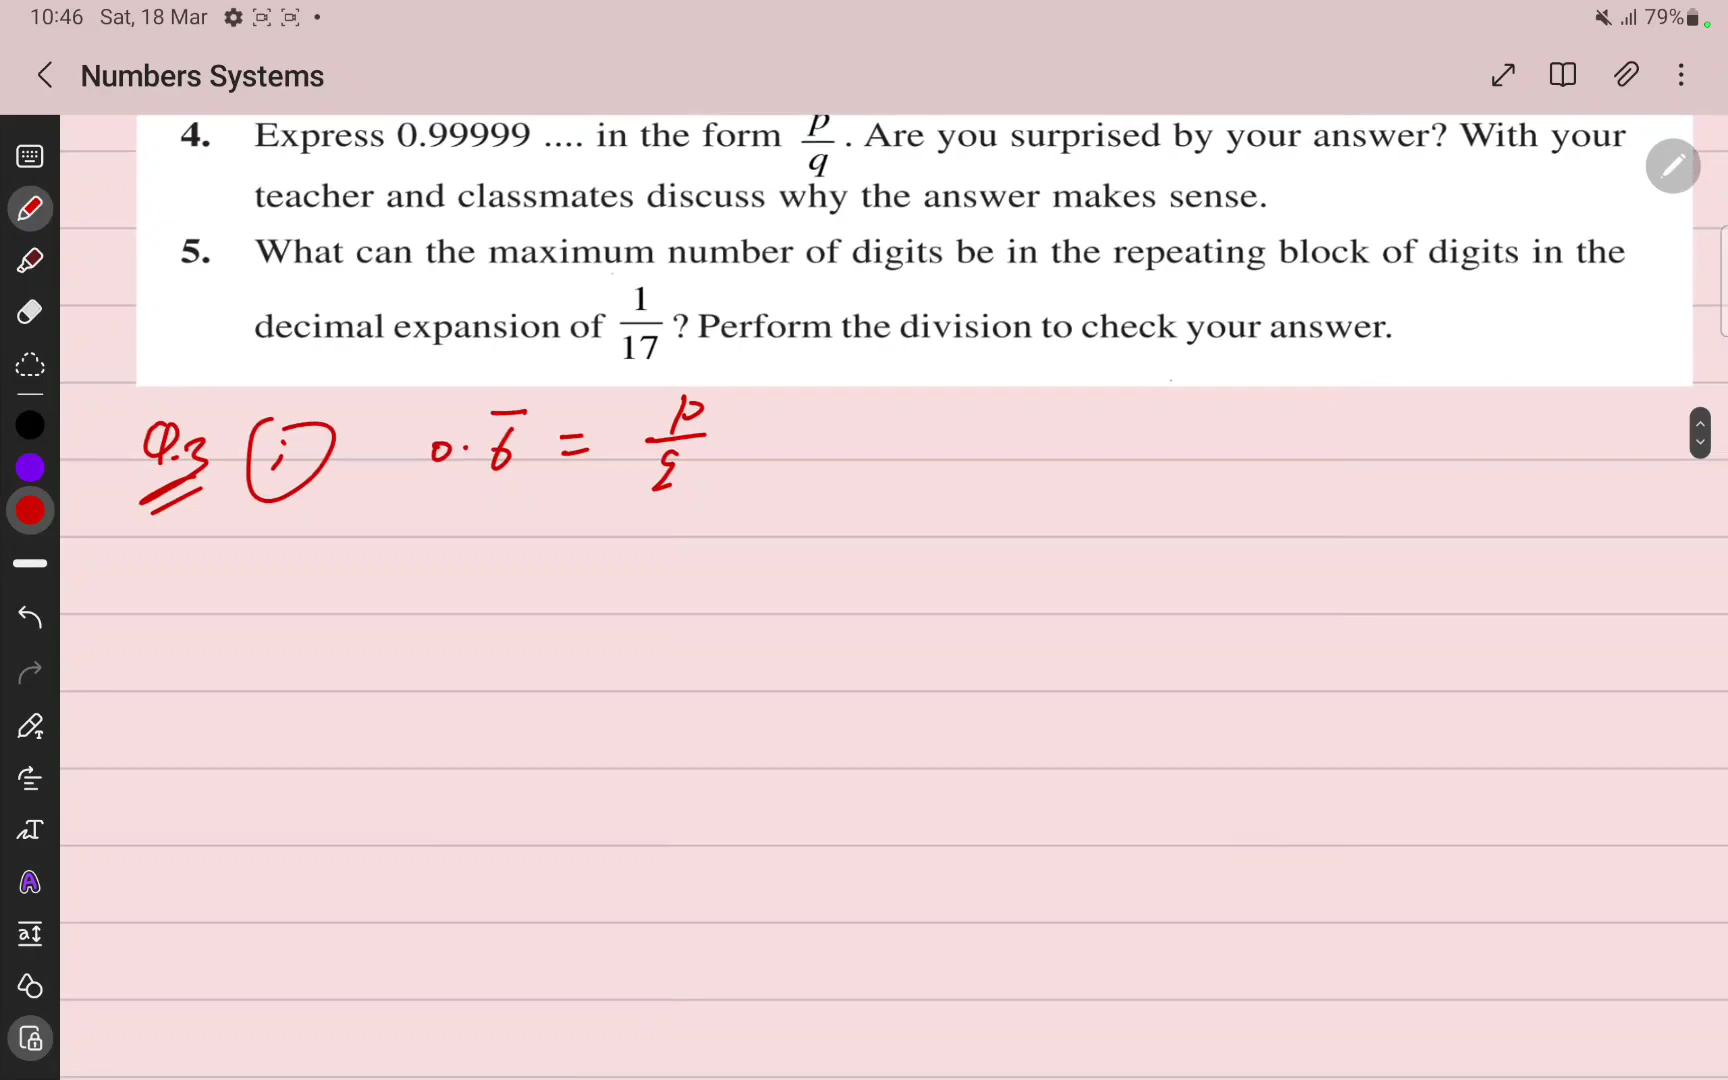 10:46 Sat, 18 Mar 79%
Numbers Systems
4. Express 0.99999 .... in the form p/q . Are you surprised by your answer? With your
teacher and classmates discuss why the answer makes sense.
5. What can the maximum number of digits be in the repeating block of digits in the
decimal expansion of 1/17 ? Perform the division to check your answer.
Q.3 (i) 0.6̅ = p/q